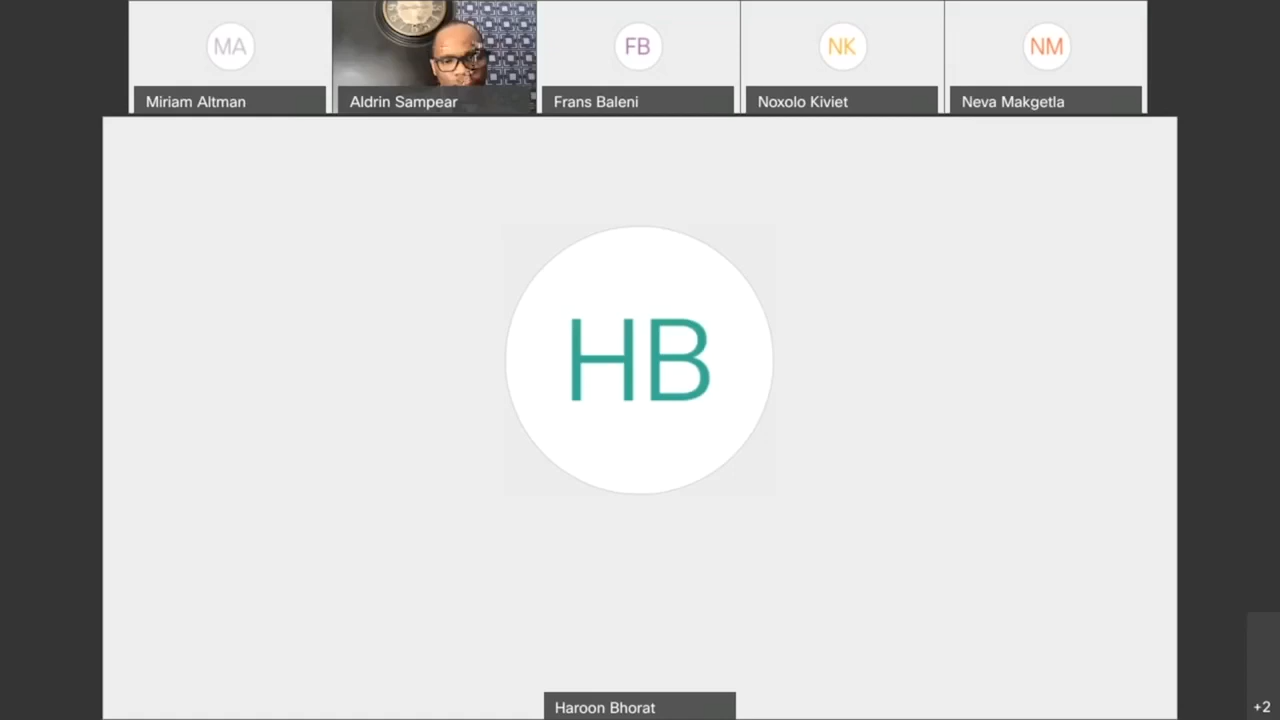 MA
FB
NK
NM
Miriam Altman
Aldrin Sampear
Frans Baleni
Noxolo Kiviet
Neva Makgetla
HB
Haroon Bhorat
+2